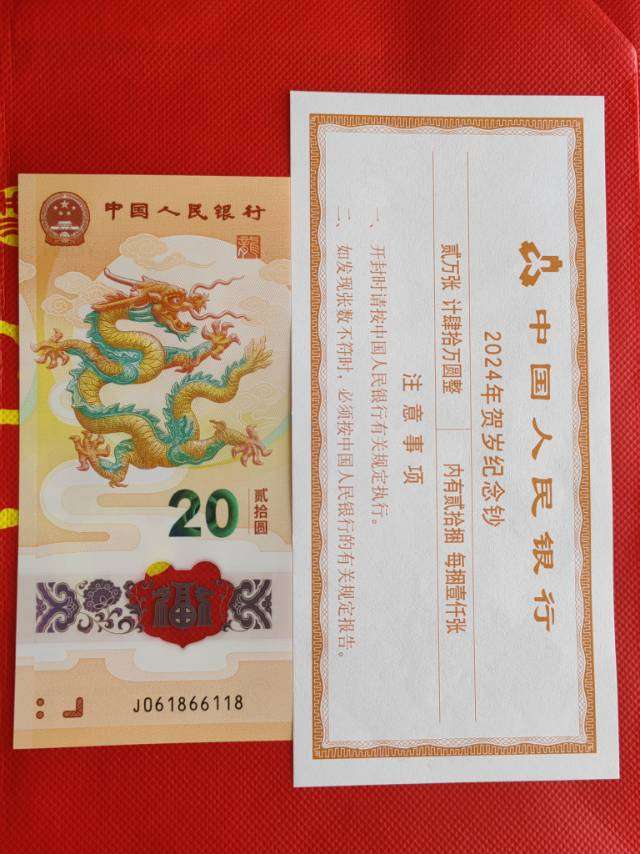 中国人民银行
龙
20
贰拾圆
福
J061866118
中国人民银行
2024年贺岁纪念钞
贰万张 计肆拾万圆整 内有贰拾捆 每捆壹仟张
注意事项
一、开封时请按中国人民银行有关规定执行。
二、如发现张数不符时，必须按中国人民银行的有关规定报告。